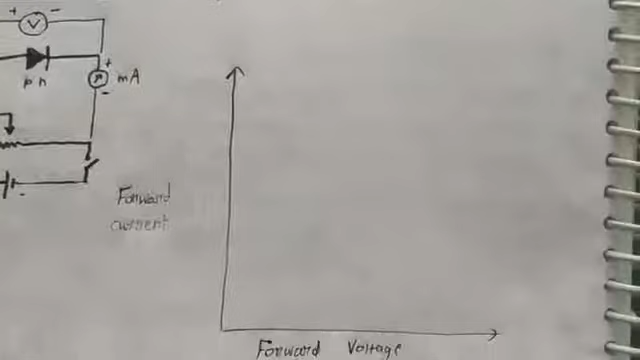 + V -
p n
+
A mA
-
-
Forward
current
Forward Voltage